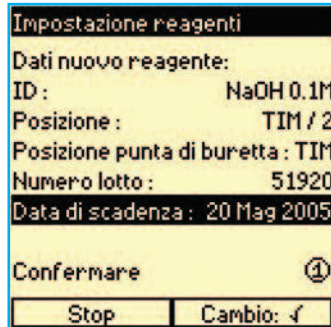 Impostazione reagenti
Dati nuovo reagente:
ID : NaOH 0.1M
Posizione : TIM / 2
Posizione punta di buretta : TIM
Numero lotto : 51920
Data di scadenza : 20 Mag 2005
Confermare ①
Stop Cambio: √